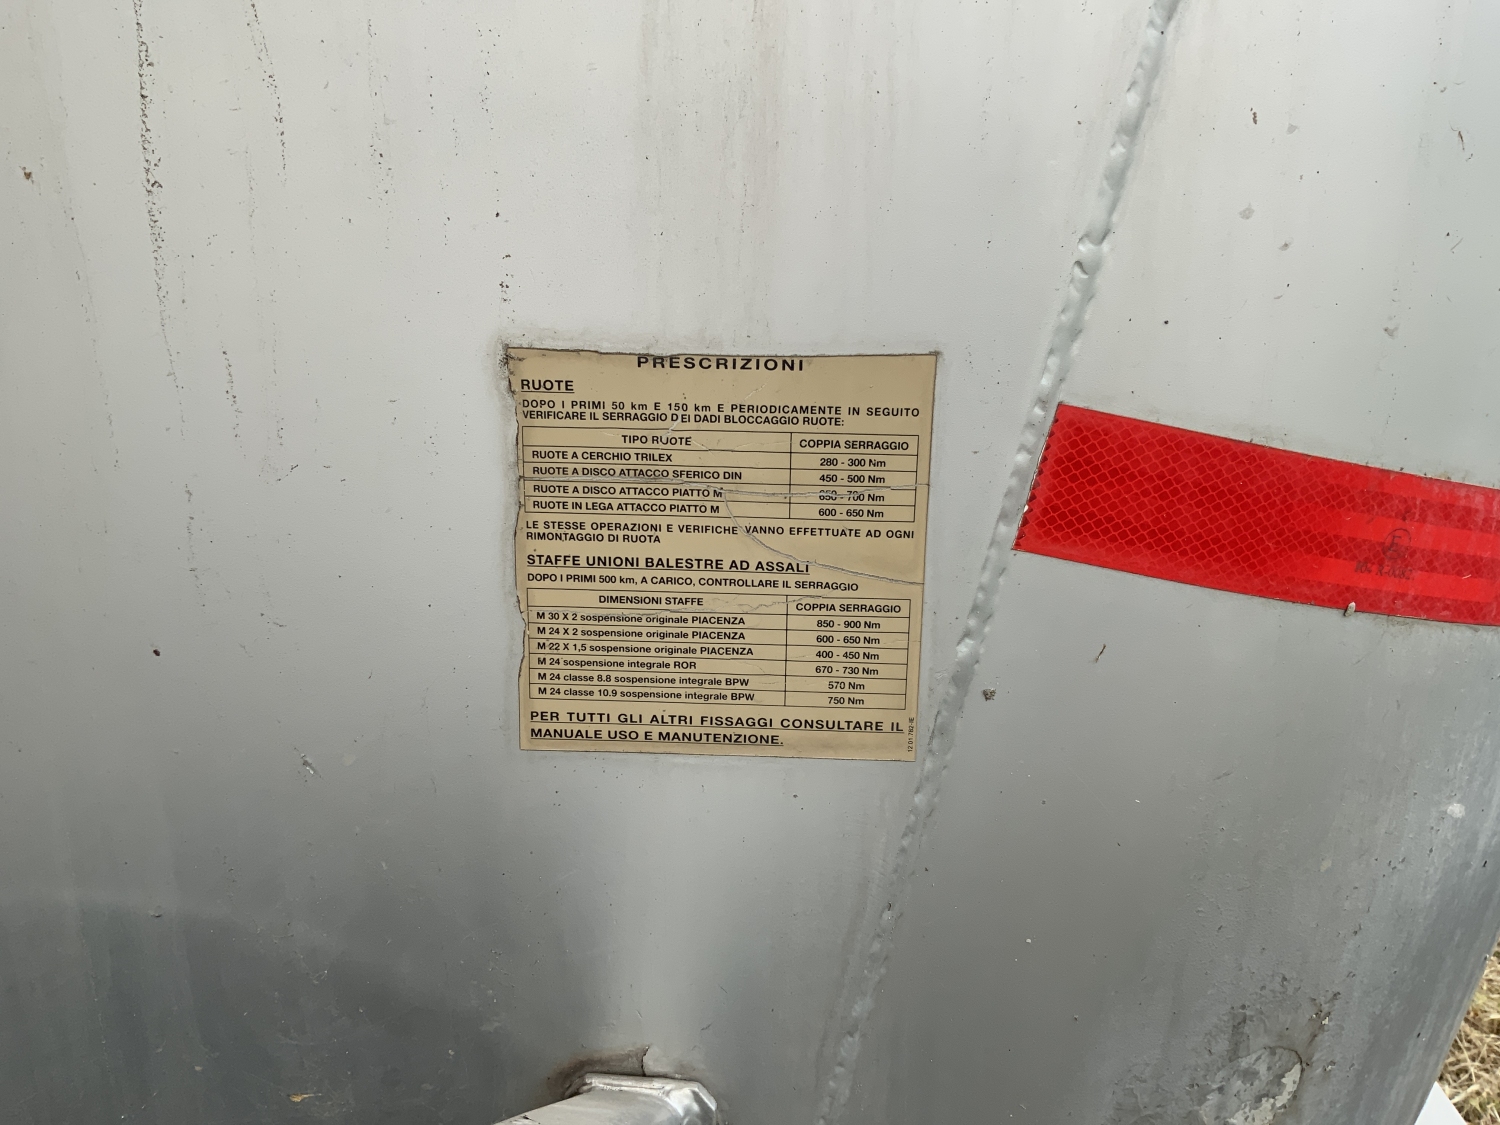 PRESCRIZIONI
RUOTE
DOPO I PRIMI 50 km E 150 km E PERIODICAMENTE IN SEGUITO
VERIFICARE IL SERRAGGIO DEI DADI BLOCCAGGIO RUOTE:
TIPO RUOTE COPPIA SERRAGGIO
RUOTE A CERCHIO TRILEX 280 - 300 Nm
RUOTE A DISCO ATTACCO SFERICO DIN 450 - 500 Nm
RUOTE A DISCO ATTACCO PIATTO M 650 - 700 Nm
RUOTE IN LEGA ATTACCO PIATTO M 600 - 650 Nm
LE STESSE OPERAZIONI E VERIFICHE VANNO EFFETTUATE AD OGNI
RIMONTAGGIO DI RUOTA
STAFFE UNIONI BALESTRE AD ASSALI
DOPO I PRIMI 500 km, A CARICO, CONTROLLARE IL SERRAGGIO
DIMENSIONI STAFFE COPPIA SERRAGGIO
M 30 X 2 sospensione originale PIACENZA 850 - 900 Nm
M 24 X 2 sospensione originale PIACENZA 600 - 650 Nm
M 22 X 1,5 sospensione originale PIACENZA 400 - 450 Nm
M 24 sospensione integrale ROR 670 - 730 Nm
M 24 classe 8.8 sospensione integrale BPW 570 Nm
M 24 classe 10.9 sospensione integrale BPW 750 Nm
PER TUTTI GLI ALTRI FISSAGGI CONSULTARE IL
MANUALE USO E MANUTENZIONE.